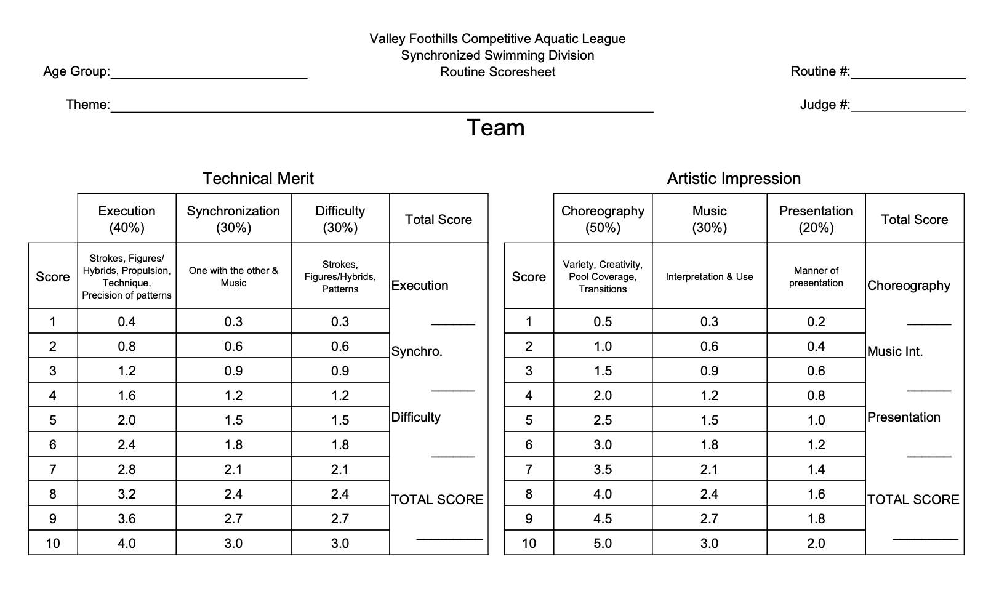 Valley Foothills Competitive Aquatic League
Synchronized Swimming Division
Age Group: Routine Scoresheet Routine #:
Theme: Judge #:
Team
Technical Merit
Execution (40%) Synchronization (30%) Difficulty (30%) Total Score
Score
Strokes, Figures/
Hybrids, Propulsion,
Technique,
Precision of patterns
One with the other &
Music
Strokes,
Figures/Hybrids,
Patterns
1 0.4 0.3 0.3
2 0.8 0.6 0.6
3 1.2 0.9 0.9
4 1.6 1.2 1.2
5 2.0 1.5 1.5
6 2.4 1.8 1.8
7 2.8 2.1 2.1
8 3.2 2.4 2.4
9 3.6 2.7 2.7
10 4.0 3.0 3.0
Execution
Synchro.
Difficulty
TOTAL SCORE
Artistic Impression
Choreography (50%) Music (30%) Presentation (20%) Total Score
Score
Variety, Creativity,
Pool Coverage,
Transitions
Interpretation & Use
Manner of
presentation
1 0.5 0.3 0.2
2 1.0 0.6 0.4
3 1.5 0.9 0.6
4 2.0 1.2 0.8
5 2.5 1.5 1.0
6 3.0 1.8 1.2
7 3.5 2.1 1.4
8 4.0 2.4 1.6
9 4.5 2.7 1.8
10 5.0 3.0 2.0
Choreography
Music Int.
Presentation
TOTAL SCORE